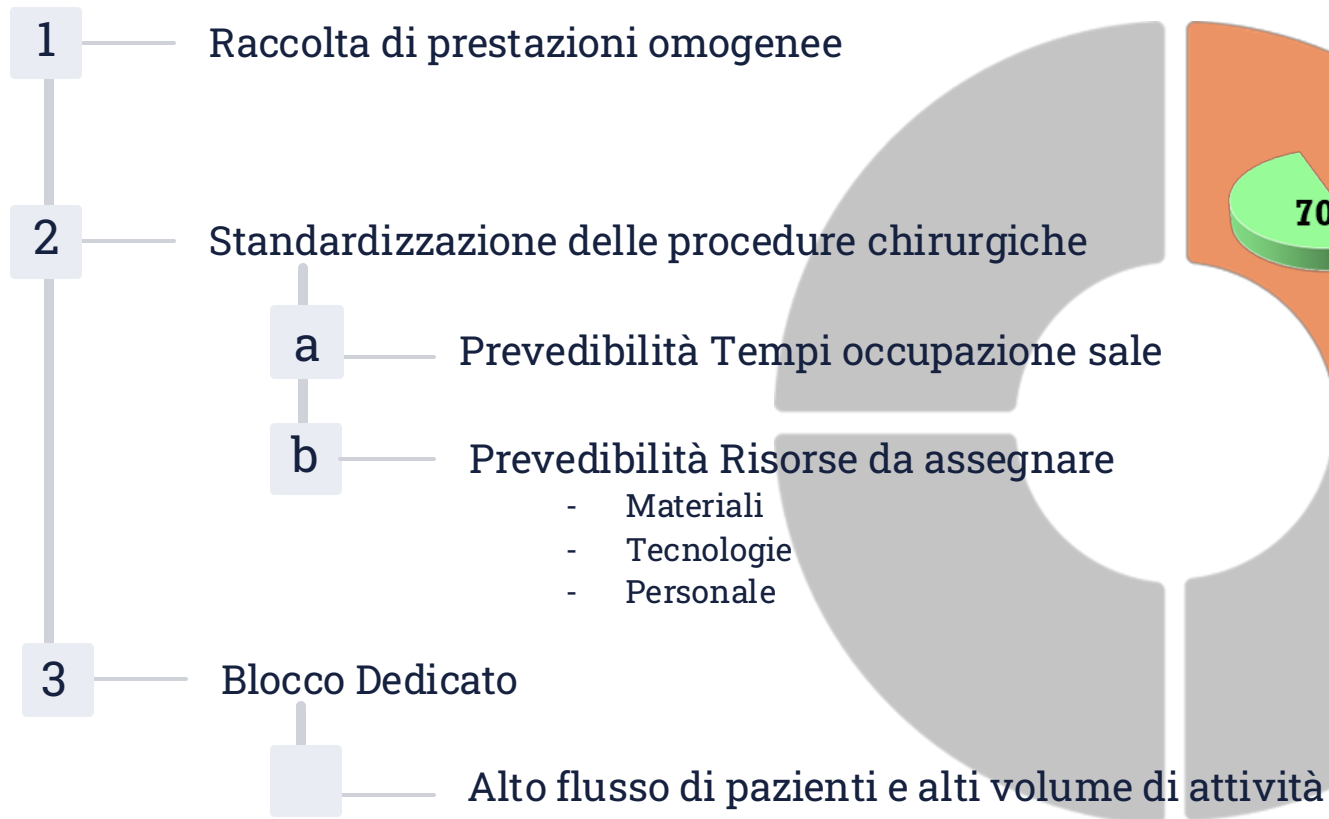 1 Raccolta di prestazioni omogenee
70
2 Standardizzazione delle procedure chirurgiche
a Prevedibilità Tempi occupazione sale
b Prevedibilità Risorse da assegnare
- Materiali
- Tecnologie
- Personale
3 Blocco Dedicato
Alto flusso di pazienti e alti volume di attività